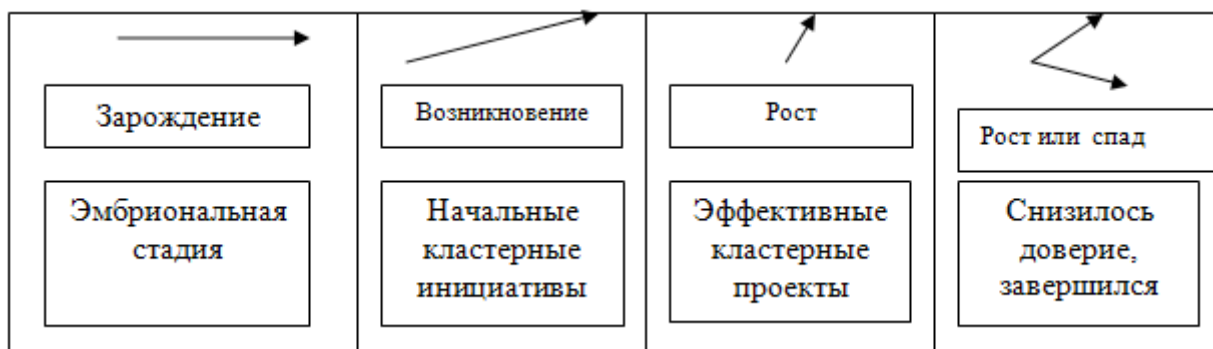 Зарождение
Возникновение
Рост
Рост или спад
Эмбриональная
стадия
Начальные
кластерные
инициативы
Эффективные
кластерные
проекты
Снизилось
доверие,
завершился